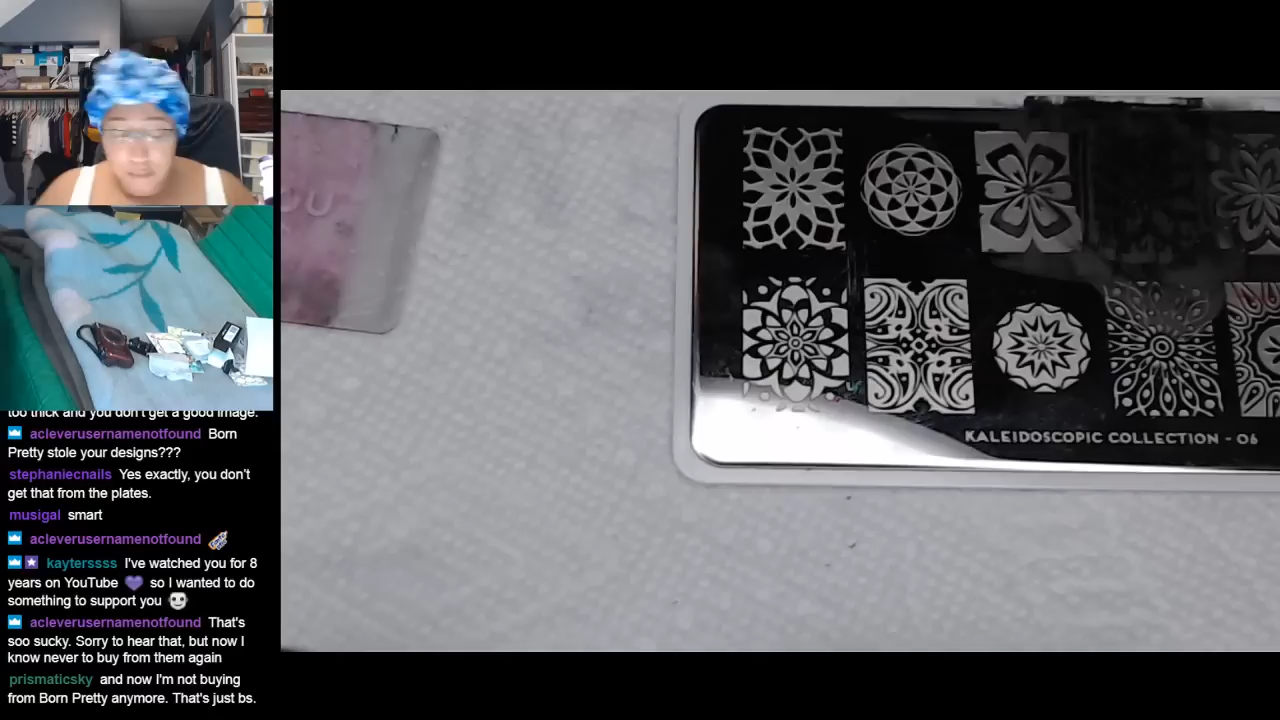 too thick and you don't get a good image.
acleverusernamenotfound Born
Pretty stole your designs???
stephaniecnails Yes exactly, you don't
get that from the plates.
musigal smart
acleverusernamenotfound
kayterssss I've watched you for 8
years on YouTube so I wanted to do
something to support you
acleverusernamenotfound That's
soo sucky. Sorry to hear that, but now I
know never to buy from them again
prismaticsky and now I'm not buying
from Born Pretty anymore. That's just bs.
KALEIDOSCOPIC COLLECTION - 06